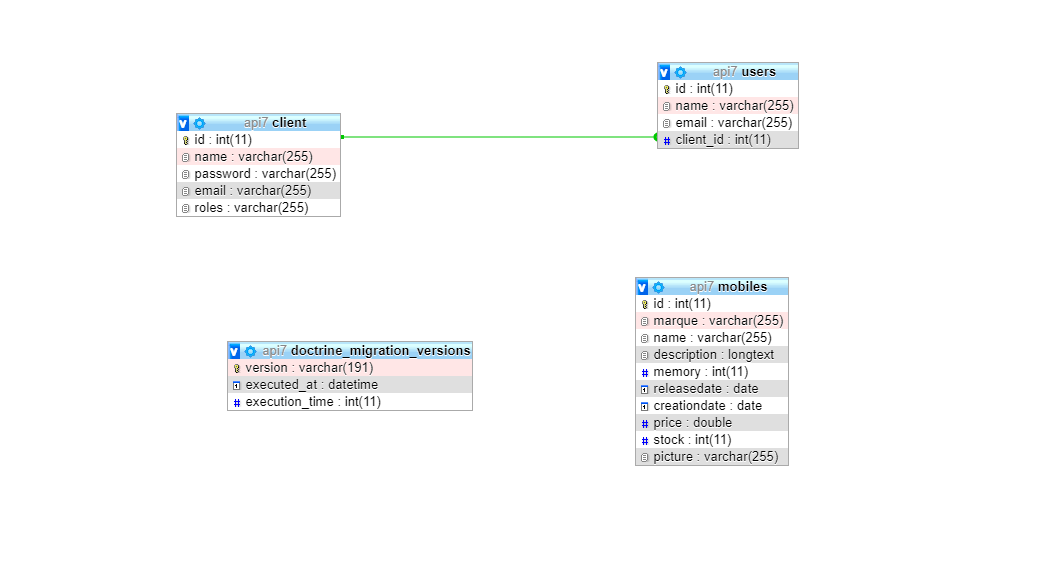 api7 users
id : int(11)
name : varchar(255)
email : varchar(255)
client_id : int(11)
api7 client
id : int(11)
name : varchar(255)
password : varchar(255)
email : varchar(255)
roles : varchar(255)
api7 mobiles
id : int(11)
marque : varchar(255)
name : varchar(255)
description : longtext
memory : int(11)
releasedate : date
creationdate : date
price : double
stock : int(11)
picture : varchar(255)
api7 doctrine_migration_versions
version : varchar(191)
executed_at : datetime
execution_time : int(11)